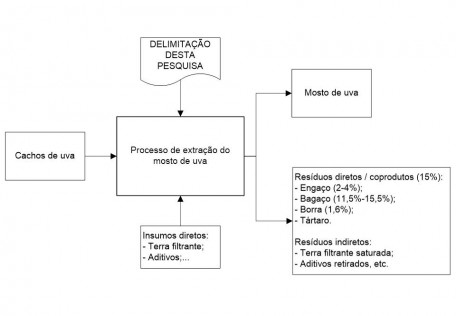 DELIMITAÇÃO
DESTA
PESQUISA
Mosto de uva
Cachos de uva
Processo de extração do
mosto de uva
Resíduos diretos / coprodutos (15%):
- Engaço (2-4%);
- Bagaço (11,5%-15,5%);
- Borra (1,6%);
- Tártaro.
Resíduos indiretos:
- Terra filtrante saturada;
- Aditivos retirados, etc.
Insumos diretos:
- Terra filtrante;
- Aditivos;...